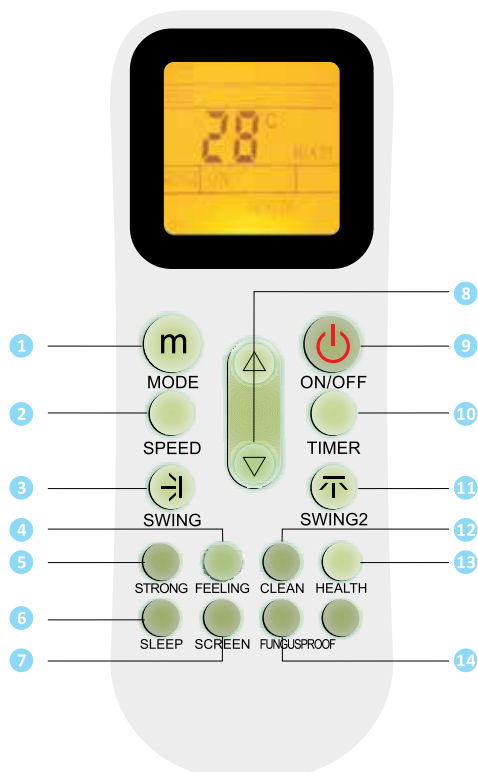 28°C
8
1
m
9
MODE
ON/OFF
2
10
SPEED
TIMER
3
11
SWING
SWING2
4
12
5
13
STRONG FEELING CLEAN HEALTH
6
SLEEP SCREEN FUNGUSPROOF
7
14